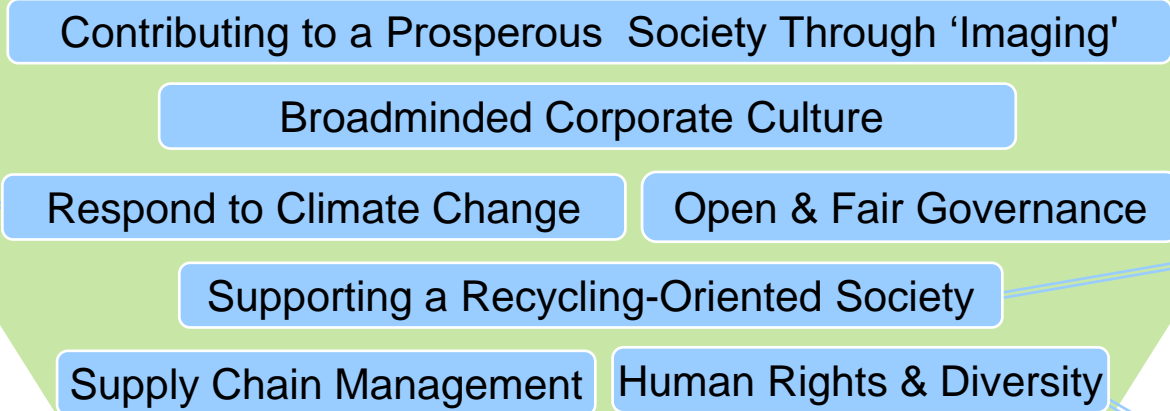 Contributing to a Prosperous  Society Through ‘Imaging'
Broadminded Corporate Culture
Respond to Climate Change
Open & Fair Governance
Supporting a Recycling-Oriented Society
Supply Chain Management
Human Rights & Diversity